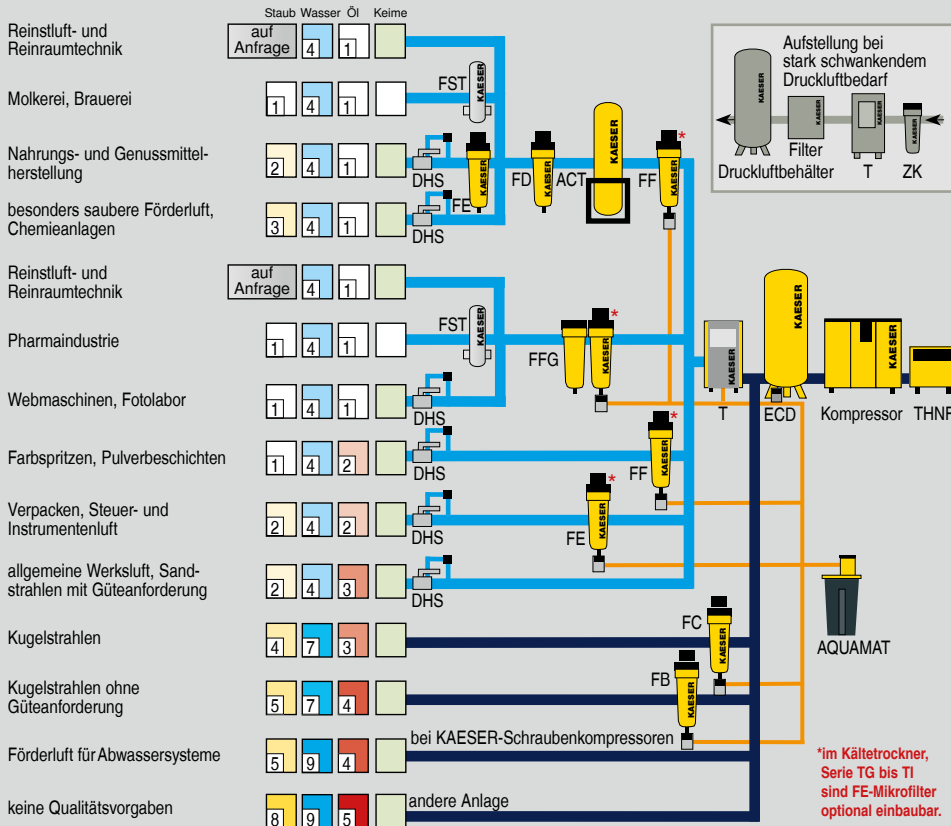 Staub Wasser Öl Keime
Reinstluft- und
Reinraumtechnik
auf
Anfrage
4
1
Molkerei, Brauerei
1
4
1
FST
KAESER
Nahrungs- und Genussmittel-
herstellung
2
4
1
DHS
FE
KAESER
FD
KAESER
ACT
KAESER
FF
KAESER
*
besonders saubere Förderluft,
Chemieanlagen
3
4
1
DHS
Aufstellung bei
stark schwankendem
Druckluftbedarf
KAESER
KAESER
KAESER
KAESER
Filter
Druckluftbehälter
T
ZK
Reinstluft- und
Reinraumtechnik
auf
Anfrage
4
1
Pharmaindustrie
1
4
1
FST
KAESER
FFG
KAESER
*
KAESER
T
KAESER
ECD
KAESER
Kompressor
THNF
Webmaschinen, Fotolabor
1
4
1
DHS
Farbspritzen, Pulverbeschichten
1
4
2
DHS
FF
KAESER
*
Verpacken, Steuer- und
Instrumentenluft
2
4
2
DHS
FE
KAESER
*
allgemeine Werksluft, Sand-
strahlen mit Güteanforderung
2
4
3
DHS
AQUAMAT
Kugelstrahlen
4
7
3
FC
KAESER
Kugelstrahlen ohne
Güteanforderung
5
7
4
FB
KAESER
Förderluft für Abwassersysteme
5
9
4
bei KAESER-Schraubenkompressoren
keine Qualitätsvorgaben
8
9
5
andere Anlage
*im Kältetrockner,
Serie TG bis TI
sind FE-Mikrofilter
optional einbaubar.